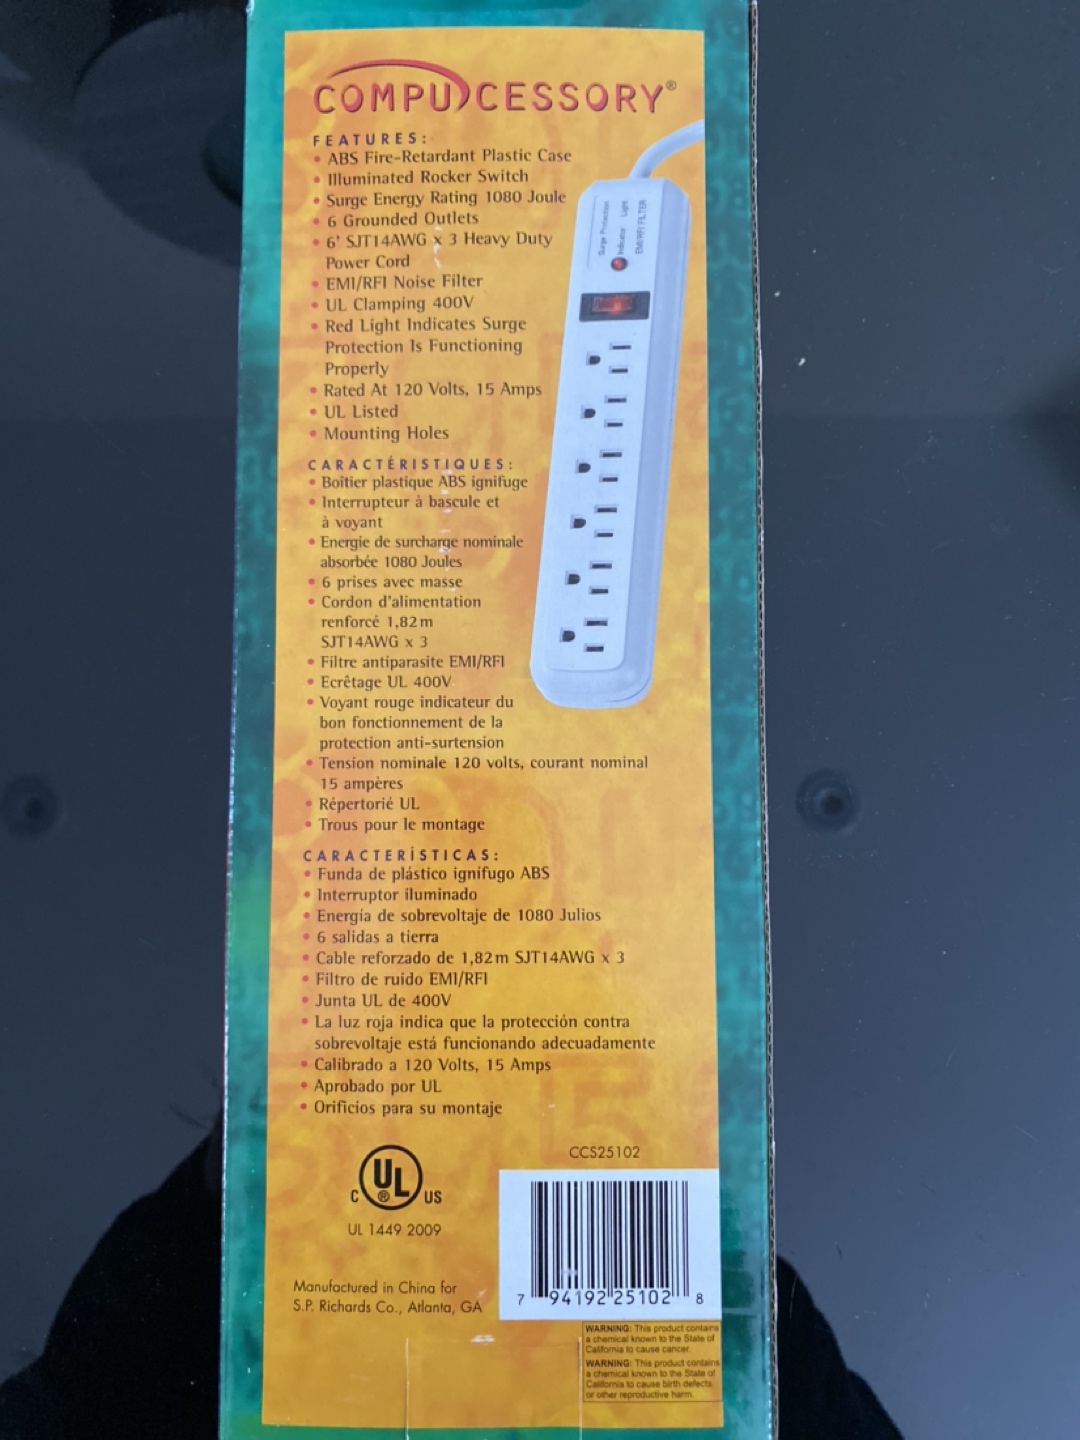 COMPUCESSORY®
FEATURES:
• ABS Fire-Retardant Plastic Case
• Illuminated Rocker Switch
• Surge Energy Rating 1080 Joule
• 6 Grounded Outlets
• 6' SJT14AWG x 3 Heavy Duty
Power Cord
• EMI/RFI Noise Filter
• UL Clamping 400V
• Red Light Indicates Surge
Protection Is Functioning
Properly
• Rated At 120 Volts, 15 Amps
• UL Listed
• Mounting Holes
Surge Protection
Indicator Light
EMI/RFI FILTER
CARACTÉRISTIQUES:
• Boîtier plastique ABS ignifuge
• Interrupteur à bascule et
à voyant
• Energie de surcharge nominale
absorbée 1080 Joules
• 6 prises avec masse
• Cordon d'alimentation
renforcé 1,82m
SJT14AWG x 3
• Filtre antiparasite EMI/RFI
• Ecrêtage UL 400V
• Voyant rouge indicateur du
bon fonctionnement de la
protection anti-surtension
• Tension nominale 120 volts, courant nominal
15 ampères
• Répertorié UL
• Trous pour le montage
CARACTERÍSTICAS:
• Funda de plástico ignífugo ABS
• Interruptor iluminado
• Energía de sobrevoltaje de 1080 Julios
• 6 salidas a tierra
• Cable reforzado de 1,82m SJT14AWG x 3
• Filtro de ruido EMI/RFI
• Junta UL de 400V
• La luz roja indica que la protección contra
sobrevoltaje está funcionando adecuadamente
• Calibrado a 120 Volts, 15 Amps
• Aprobado por UL
• Orificios para su montaje
C UL® US
UL 1449 2009
Manufactured in China for
S.P. Richards Co., Atlanta, GA
CCS25102
7 94192 25102 8
WARNING: This product contains
a chemical known to the State of
California to cause cancer.
WARNING: This product contains
a chemical known to the State of
California to cause birth defects
or other reproductive harm.